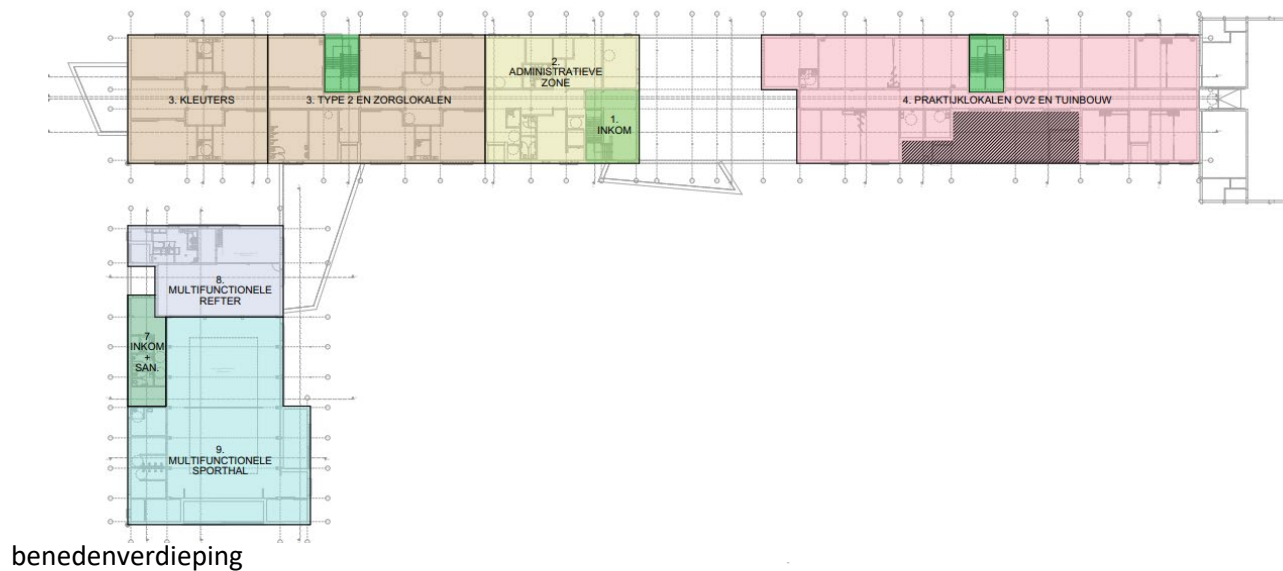 2.
ADMINISTRATIEVE
ZONE
3. KLEUTERS
3. TYPE 2 EN ZORGLOKALEN
4. PRAKTIJKLOKALEN OV2 EN TUINBOUW
1.
INKOM
8.
MULTIFUNCTIONELE
REFTER
7
INKOM
+
SAN.
9.
MULTIFUNCTIONELE
SPORTHAL
benedenverdieping